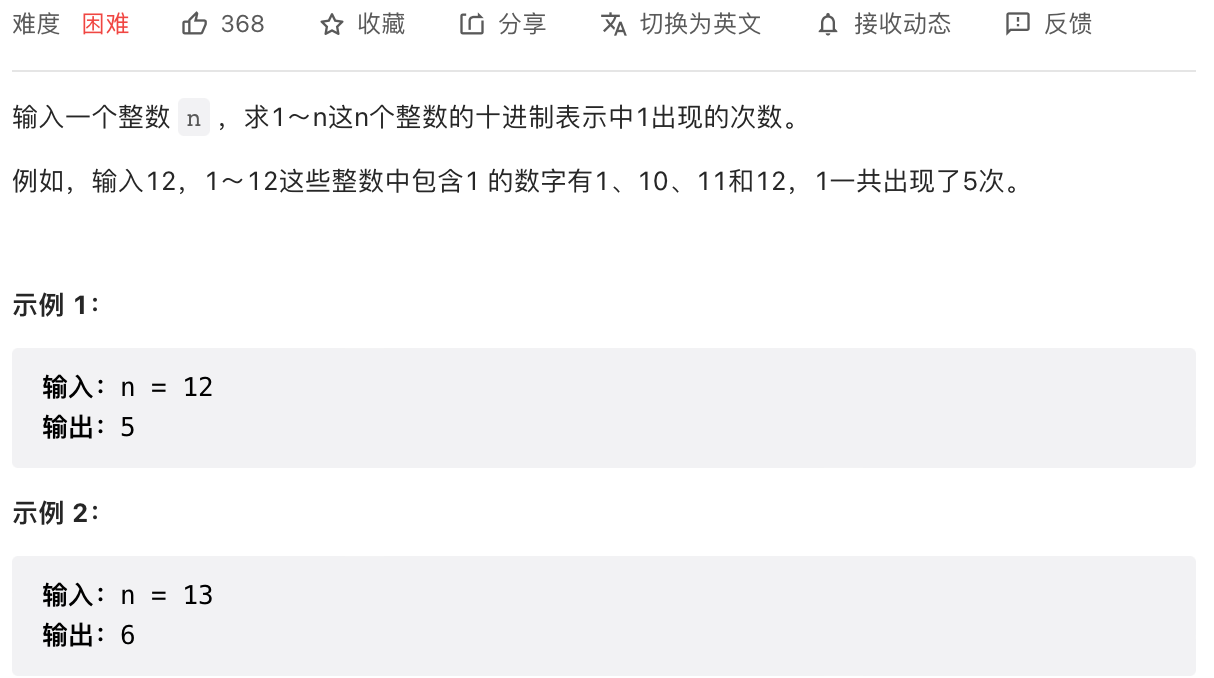 难度 困难 368 收藏 分享 切换为英文 接收动态 反馈
输入一个整数 n ，求1～n这n个整数的十进制表示中1出现的次数。
例如，输入12，1～12这些整数中包含1 的数字有1、10、11和12，1一共出现了5次。
示例 1：
输入：n = 12
输出：5
示例 2：
输入：n = 13
输出：6